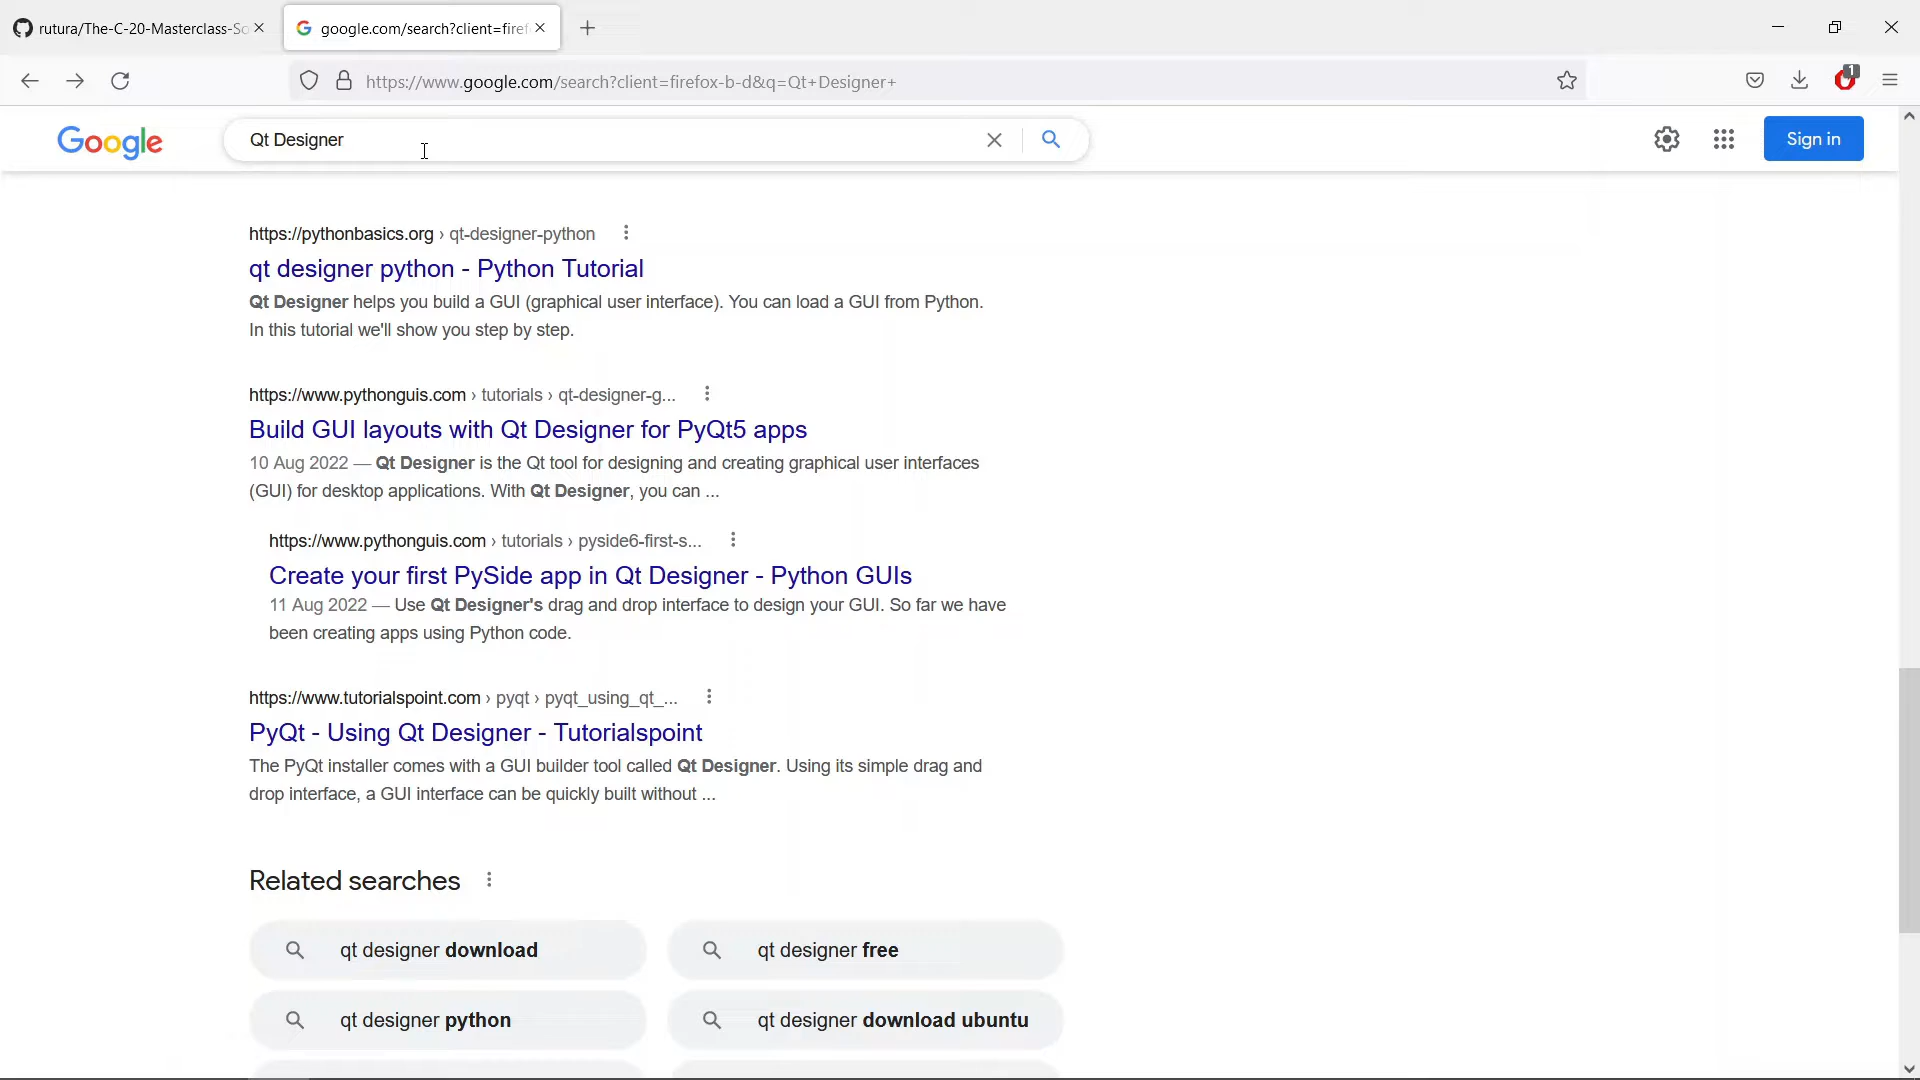 rutura/The-C-20-Masterclass-So
google.com/search?client=firef
https://www.google.com/search?client=firefox-b-d&q=Qt+Designer+
1
Google
Qt Designer
Sign in
https://pythonbasics.org › qt-designer-python
qt designer python - Python Tutorial
Qt Designer helps you build a GUI (graphical user interface). You can load a GUI from Python.
In this tutorial we'll show you step by step.
https://www.pythonguis.com › tutorials › qt-designer-g...
Build GUI layouts with Qt Designer for PyQt5 apps
10 Aug 2022 — Qt Designer is the Qt tool for designing and creating graphical user interfaces
(GUI) for desktop applications. With Qt Designer, you can ...
https://www.pythonguis.com › tutorials › pyside6-first-s...
Create your first PySide app in Qt Designer - Python GUIs
11 Aug 2022 — Use Qt Designer's drag and drop interface to design your GUI. So far we have
been creating apps using Python code.
https://www.tutorialspoint.com › pyqt › pyqt_using_qt_...
PyQt - Using Qt Designer - Tutorialspoint
The PyQt installer comes with a GUI builder tool called Qt Designer. Using its simple drag and
drop interface, a GUI interface can be quickly built without ...
Related searches
qt designer download
qt designer free
qt designer python
qt designer download ubuntu